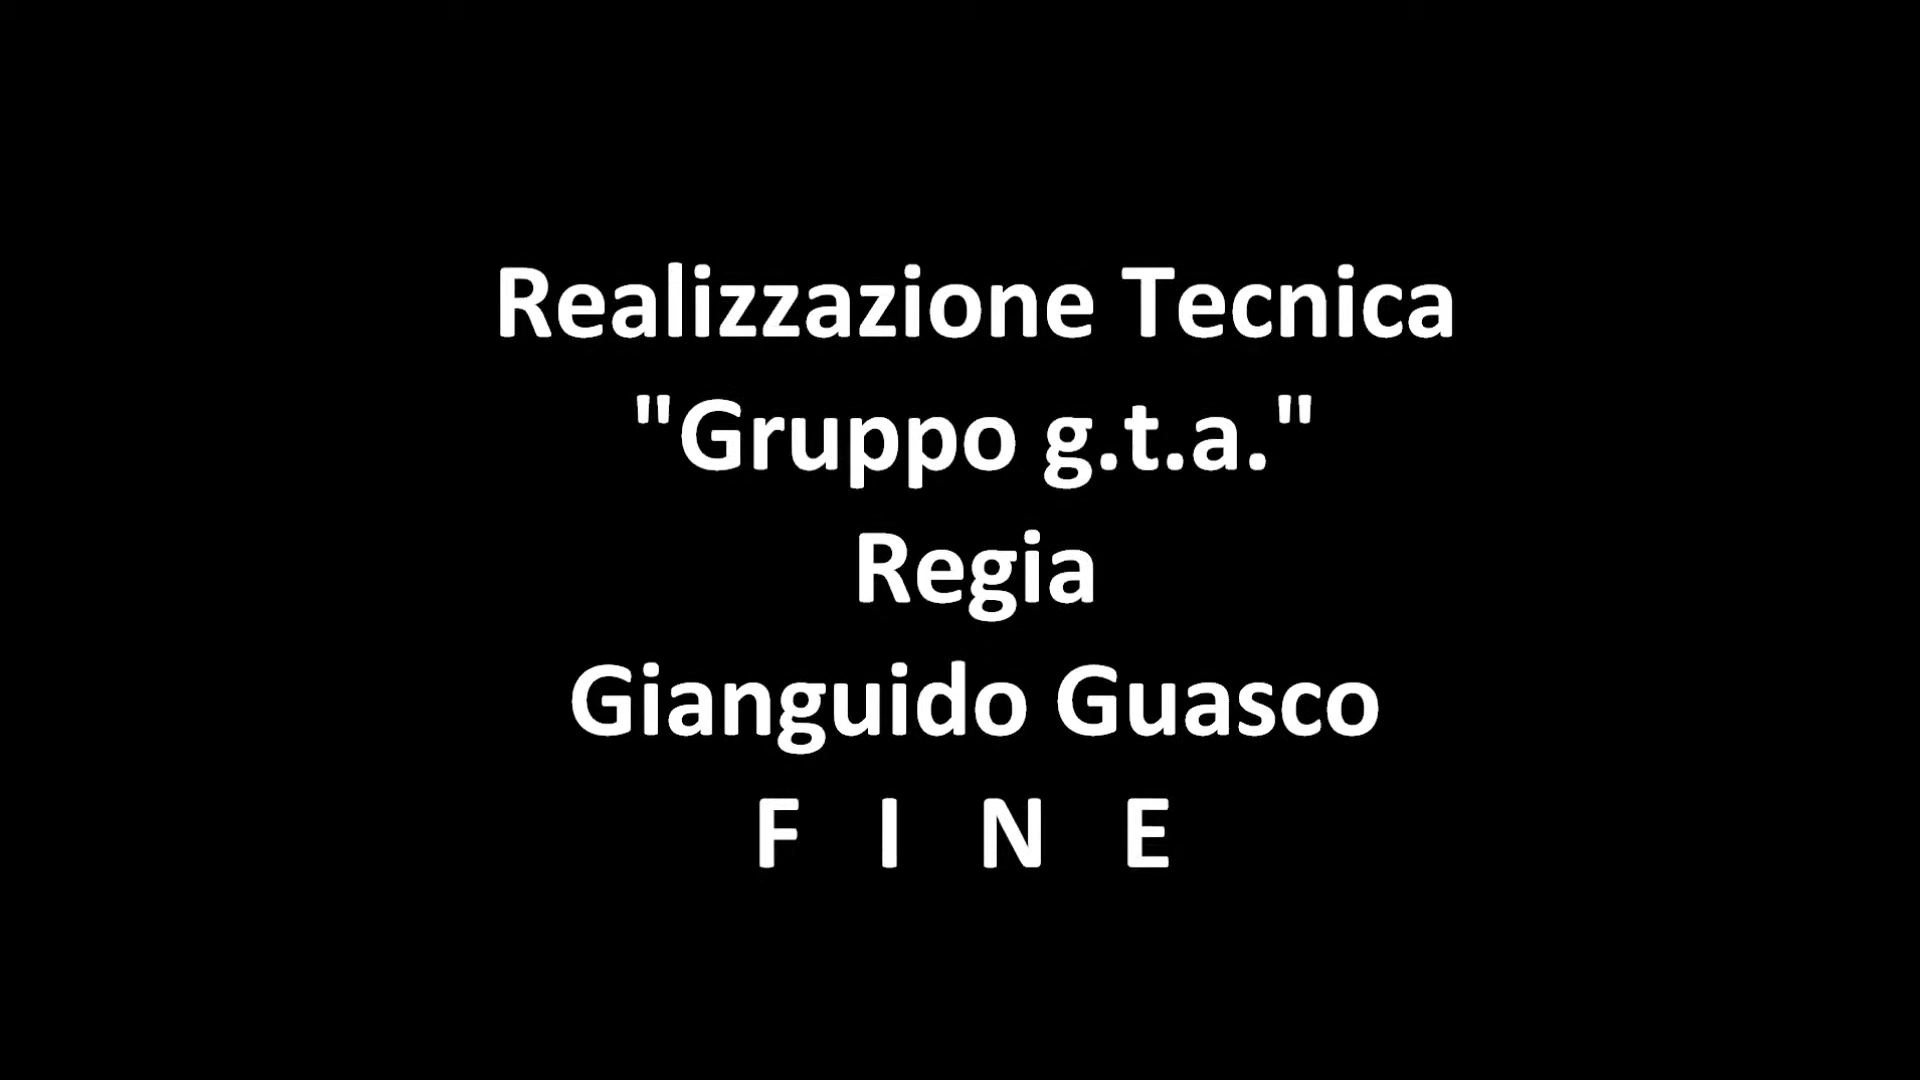 Realizzazione Tecnica
"Gruppo g.t.a."
Regia
Gianguido Guasco
F I N E